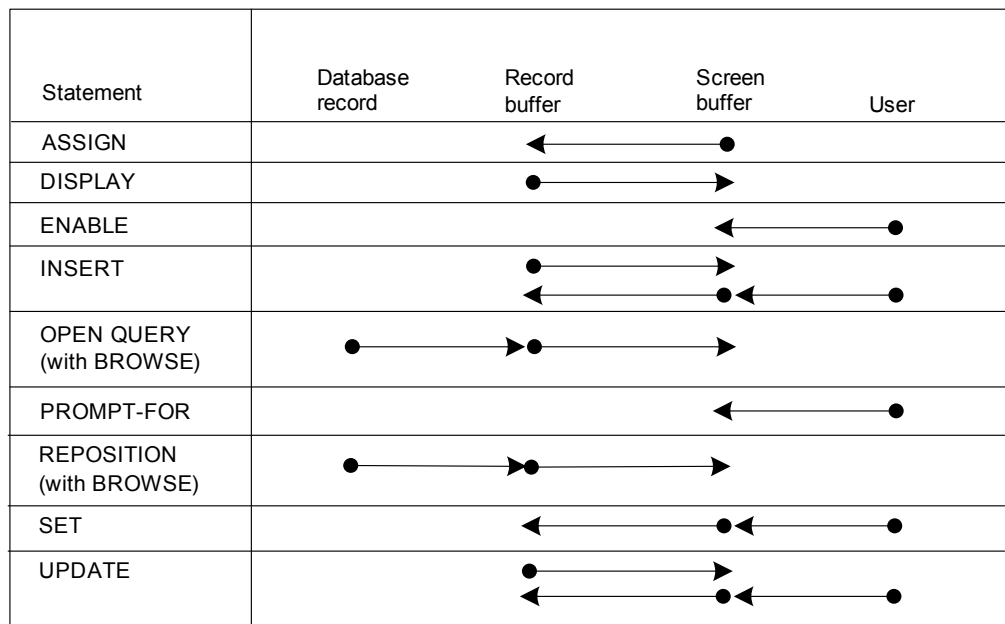 Statement
Database
record
Record
buffer
Screen
buffer
User
ASSIGN
DISPLAY
ENABLE
INSERT
OPEN QUERY
(with BROWSE)
PROMPT-FOR
REPOSITION
(with BROWSE)
SET
UPDATE